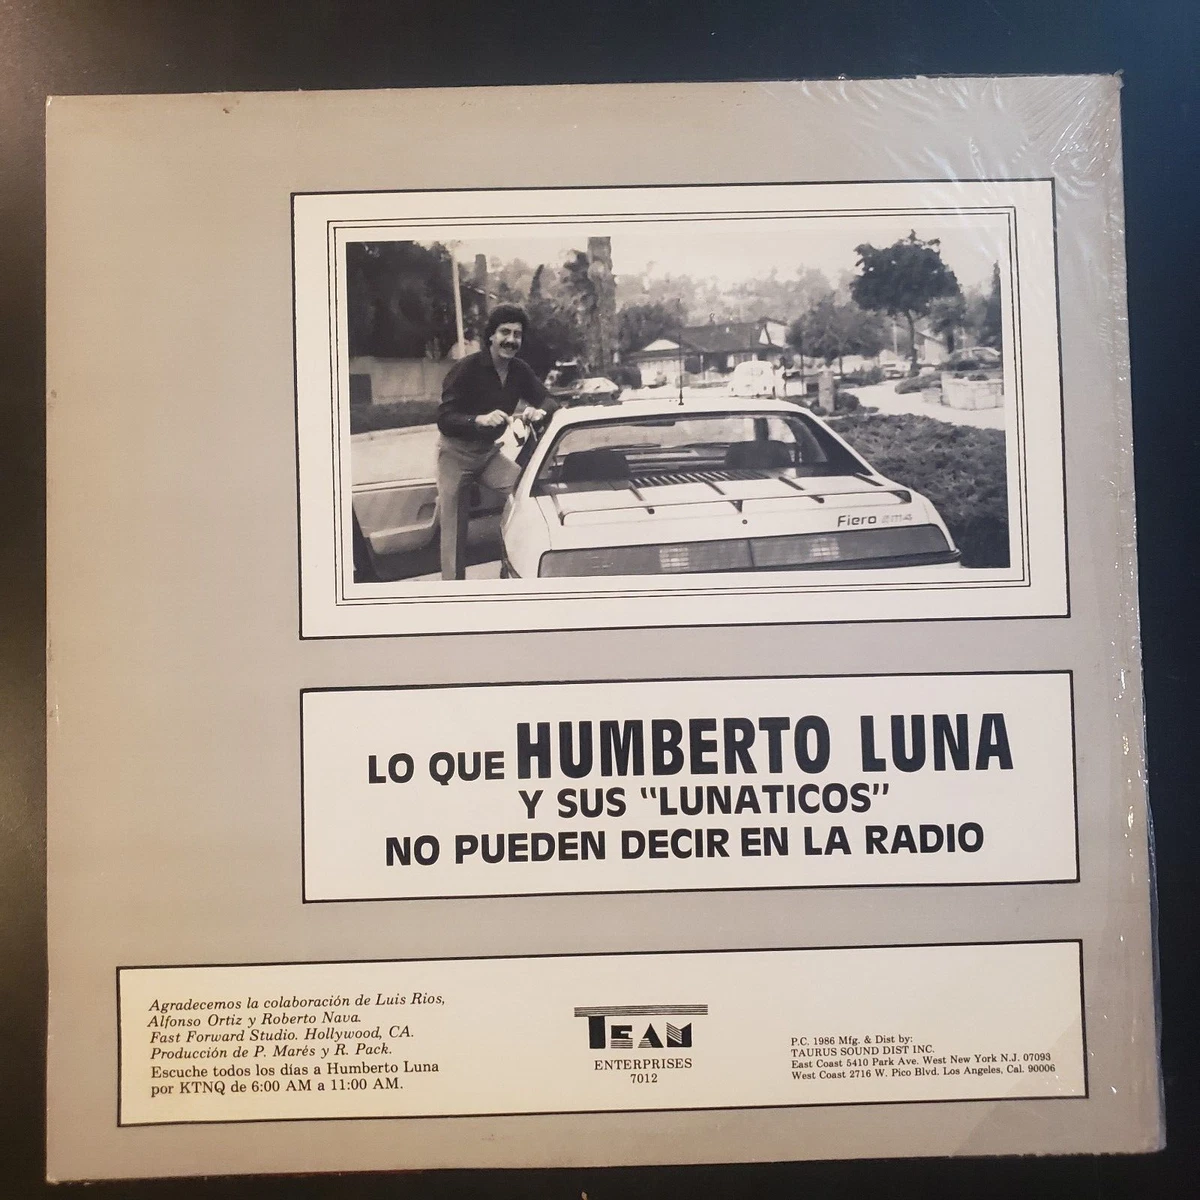 Fiero 2M4
LO QUE HUMBERTO LUNA
Y SUS "LUNATICOS"
NO PUEDEN DECIR EN LA RADIO
Agradecemos la colaboración de Luis Rios,
Alfonso Ortiz y Roberto Nava.
Fast Forward Studio. Hollywood, CA.
Producción de P. Marés y R. Pack.
Escuche todos los días a Humberto Luna
por KTNQ de 6:00 AM a 11:00 AM.
TEAM
ENTERPRISES
7012
P.C. 1986 Mfg. & Dist by:
TAURUS SOUND DIST INC.
East Coast 5410 Park Ave. West New York N.J. 07093
West Coast 2716 W. Pico Blvd. Los Angeles, Cal. 90006